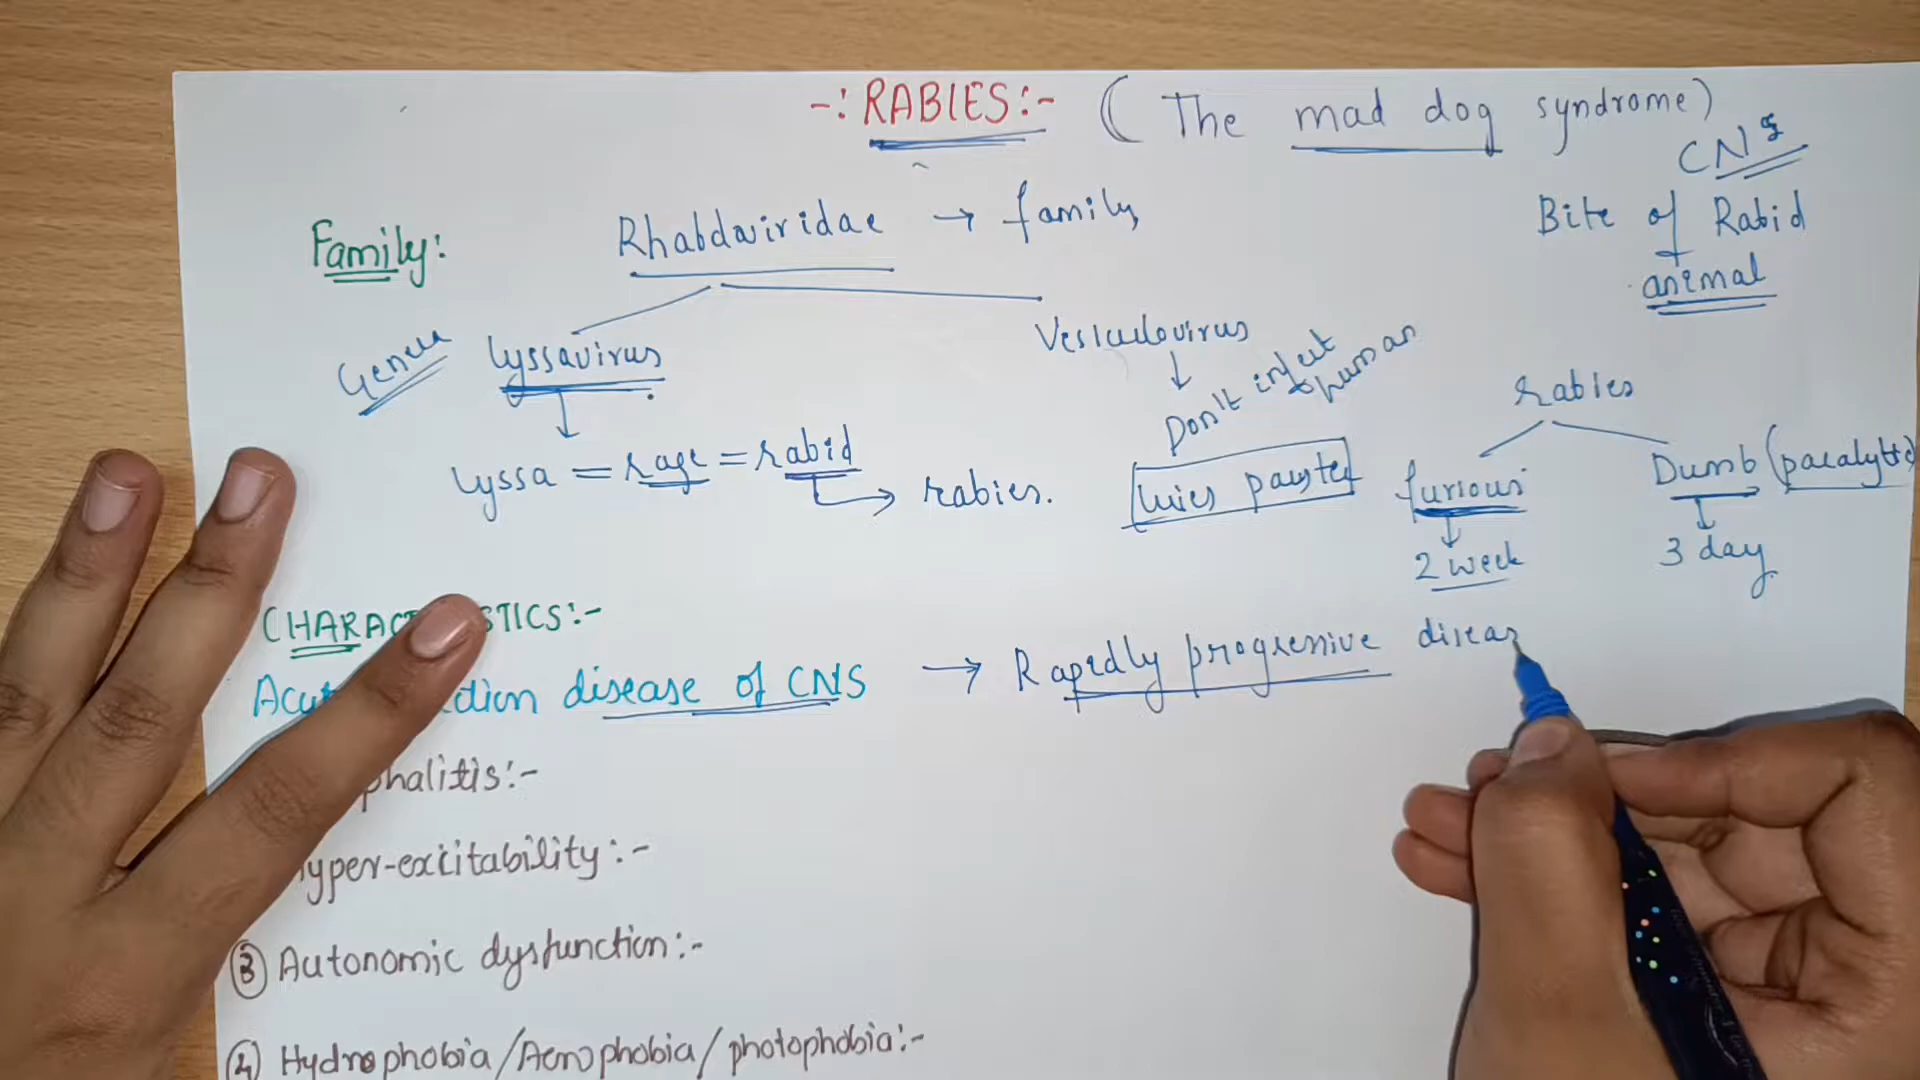 -: RABIES:- ( The mad dog syndrome)
CNS
Bite of Rabid
animal
Family:
Rhabdoviridae → family
Genera
lyssavirus
Vesiculovirus
Don't infect human
lyssa = rage = rabid
rabies.
rabies
furious
Dumb (paralytic)
2 week
3 day
CHARAC STICS:-
Acu ction disease of CNS → Rapidly progressive diseas
phalitis:-
yper-excitability:-
③ Autonomic dysfunction:-
④ Hydrophobia/Aerophobia/photophobia:-